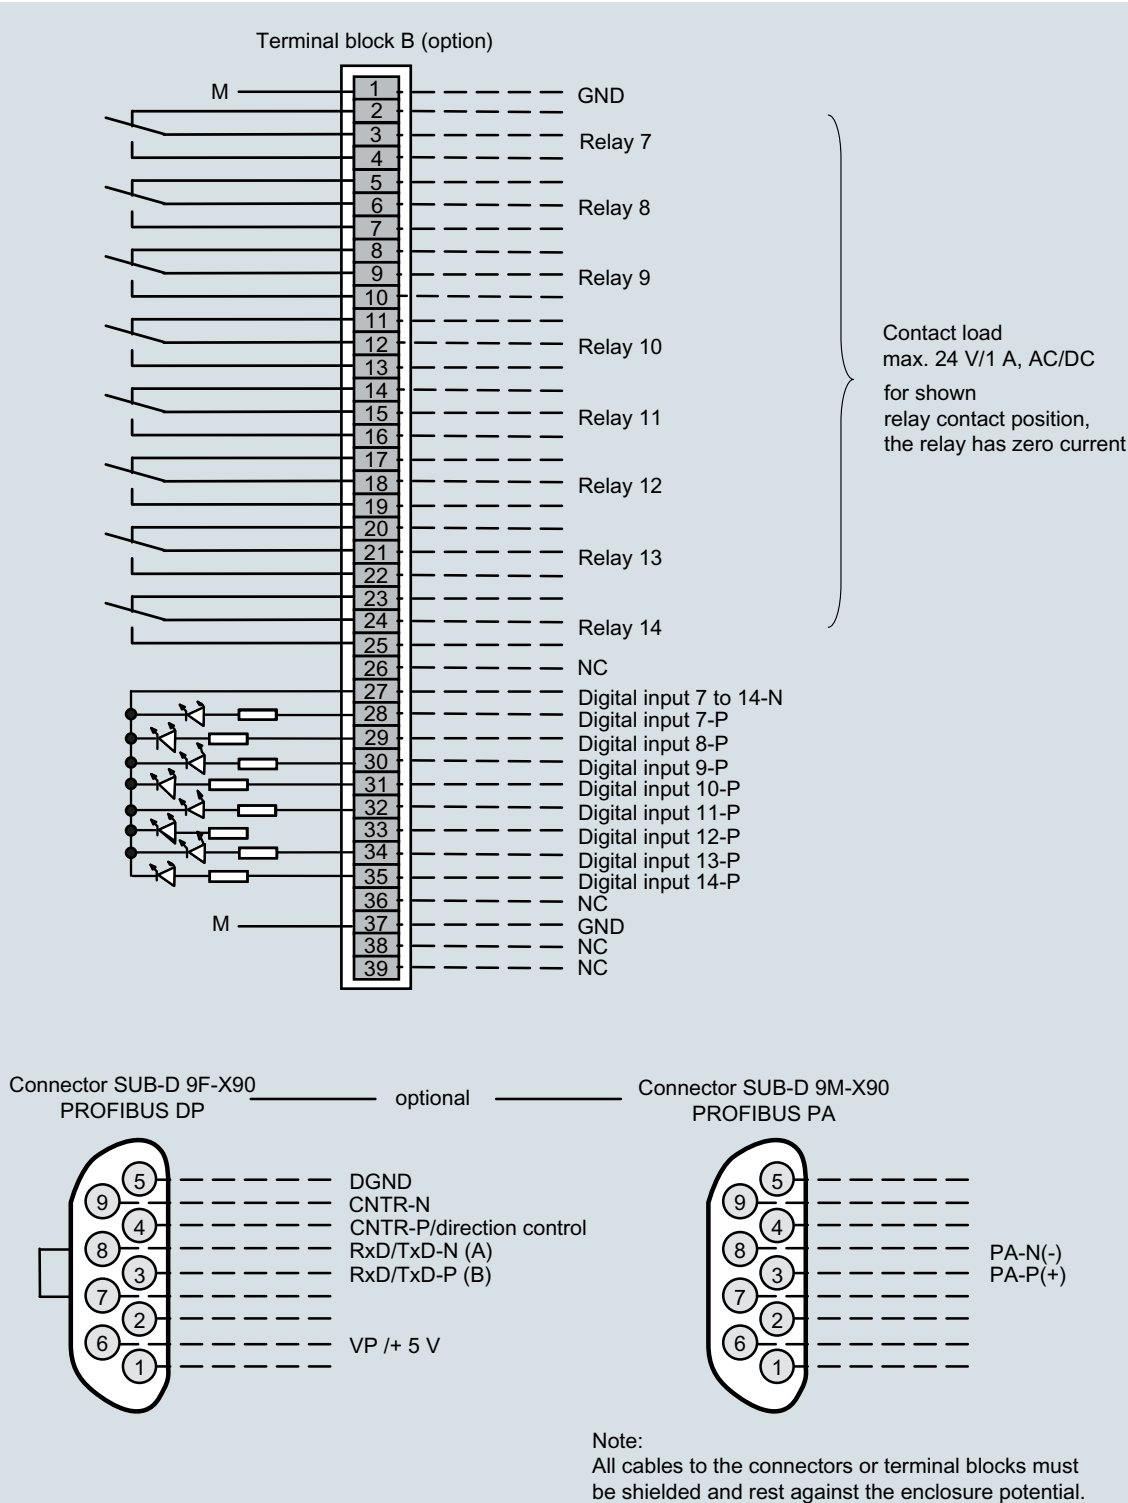 Terminal block B (option)
M 1 GND
2
3 Relay 7
4
5
6 Relay 8
7
8
9 Relay 9
10
11
12 Relay 10
13
14
15 Relay 11
16
17
18 Relay 12
19
20
21 Relay 13
22
23
24 Relay 14
25
Contact load
max. 24 V/1 A, AC/DC
for shown
relay contact position,
the relay has zero current
26 NC
27 Digital input 7 to 14-N
28 Digital input 7-P
29 Digital input 8-P
30 Digital input 9-P
31 Digital input 10-P
32 Digital input 11-P
33 Digital input 12-P
34 Digital input 13-P
35 Digital input 14-P
36 NC
M 37 GND
38 NC
39 NC
Connector SUB-D 9F-X90
PROFIBUS DP
optional
Connector SUB-D 9M-X90
PROFIBUS PA
5 DGND
9 CNTR-N
4 CNTR-P/direction control
8 RxD/TxD-N (A)
3 RxD/TxD-P (B)
7
2
6 VP /+ 5 V
1
5
9
4
8 PA-N(-)
3 PA-P(+)
7
2
6
1
Note:
All cables to the connectors or terminal blocks must
be shielded and rest against the enclosure potential.